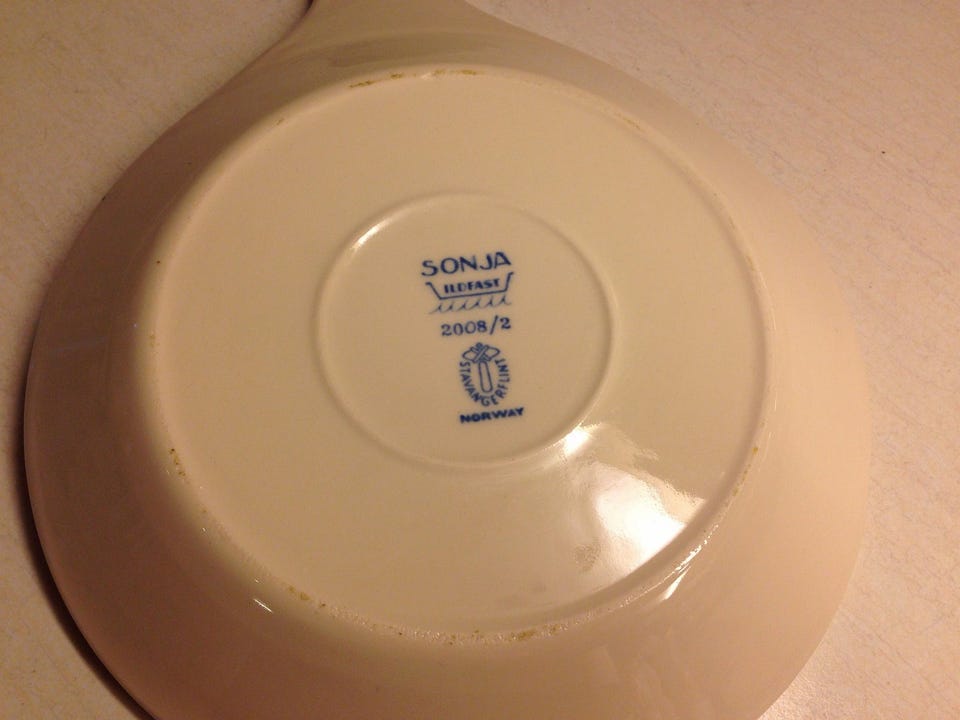 SONJA
ILDFAST
2008/2
STAVANGERFLINT
NORWAY